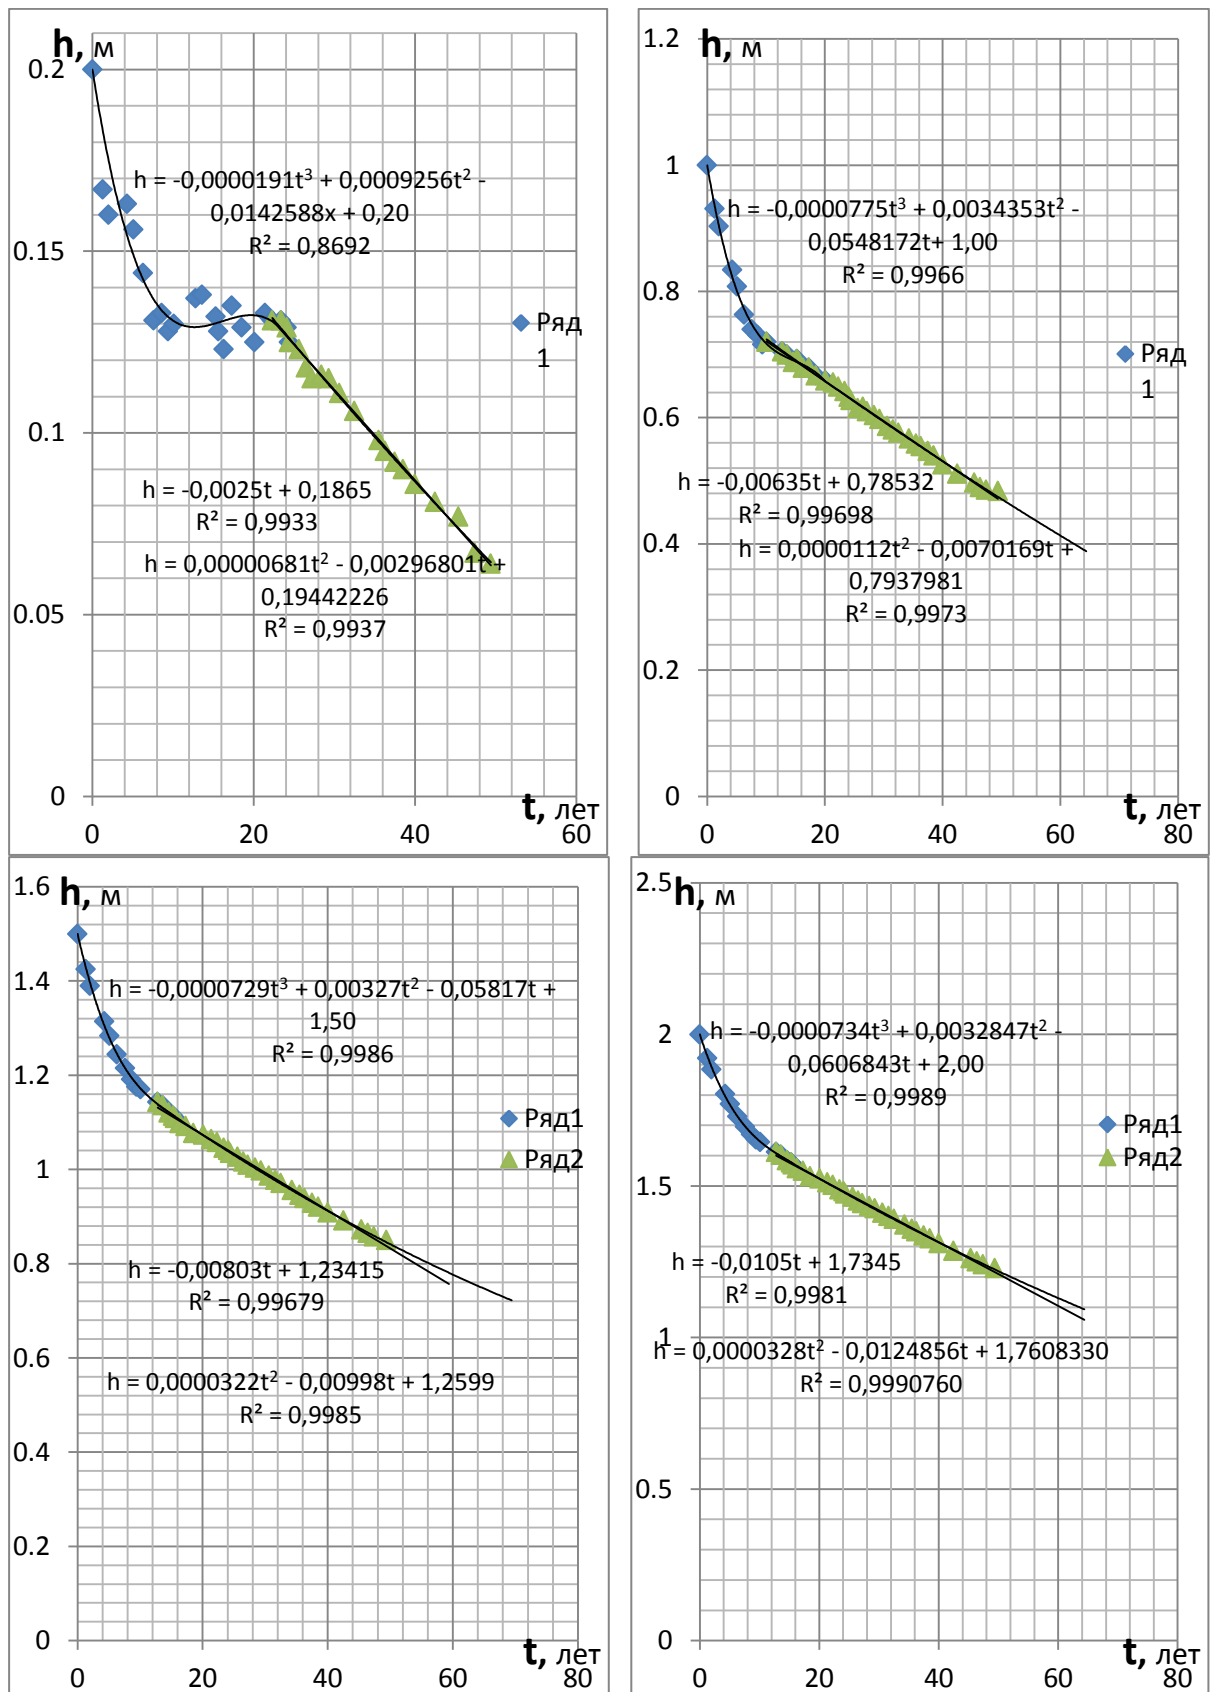 h, м
0.2
h = -0,0000191t³ + 0,0009256t² -
0,0142588x + 0,20
R² = 0,8692
0.15
Ряд
1
0.1
h = -0,0025t + 0,1865
R² = 0,9933
h = 0,00000681t² - 0,00296801t +
0,19442226
R² = 0,9937
0.05
0
t, лет
0 20 40 60
h, м
1.2
1
h = -0,0000775t³ + 0,0034353t² -
0,0548172t+ 1,00
R² = 0,9966
0.8
Ряд
1
0.6
h = -0,00635t + 0,78532
R² = 0,99698
h = 0,0000112t² - 0,0070169t +
0,7937981
R² = 0,9973
0.4
0.2
0
t, лет
0 20 40 60 80
1.6
h, м
1.4
h = -0,0000729t³ + 0,00327t² - 0,05817t +
1,50
R² = 0,9986
1.2
Ряд1
Ряд2
1
0.8
h = -0,00803t + 1,23415
R² = 0,99679
0.6
h = 0,0000322t² - 0,00998t + 1,2599
R² = 0,9985
0.4
0.2
0
t, лет
0 20 40 60 80
2.5
h, м
2
h = -0,0000734t³ + 0,0032847t² -
0,0606843t + 2,00
R² = 0,9989
Ряд1
Ряд2
1.5
h = -0,0105t + 1,7345
R² = 0,9981
1
h = 0,0000328t² - 0,0124856t + 1,7608330
R² = 0,9990760
0.5
0
t, лет
0 20 40 60 80